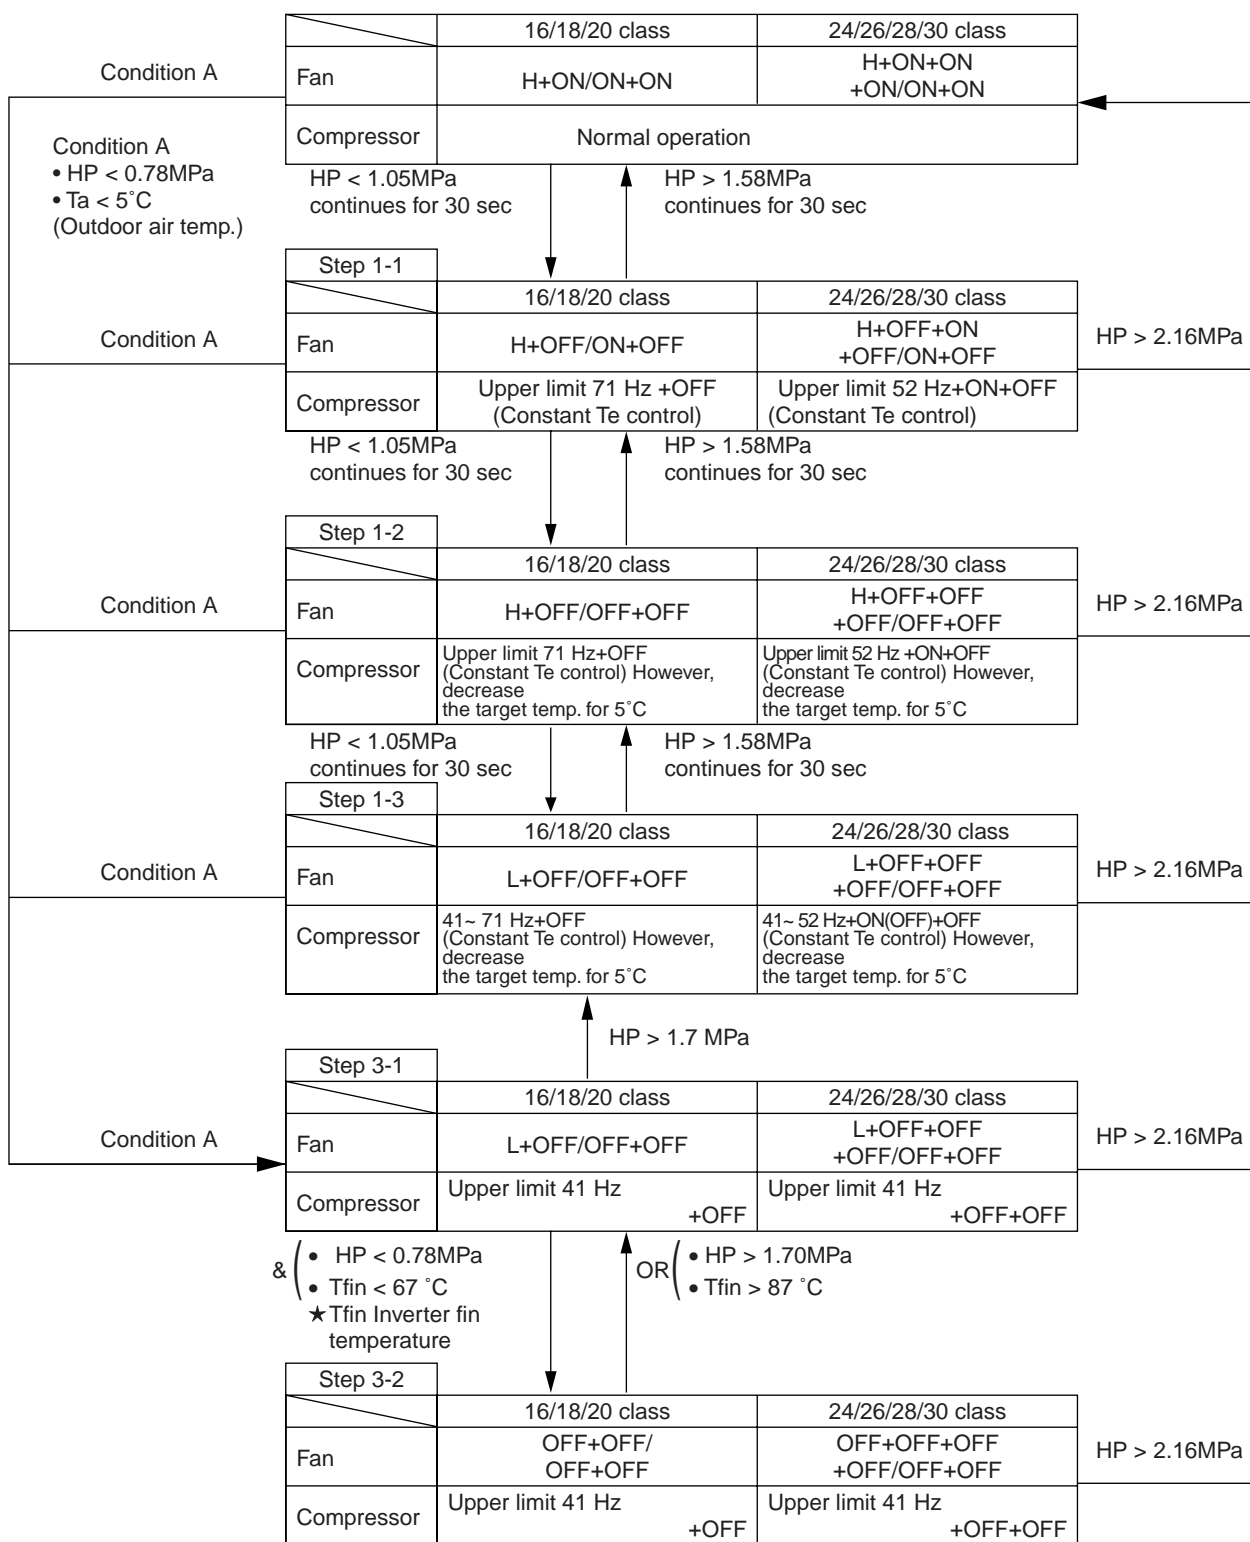 16/18/20 class
24/26/28/30 class
Condition A
Fan
H+ON/ON+ON
H+ON+ON
+ON/ON+ON
Compressor
Normal operation
Condition A
• HP < 0.78MPa
• Ta < 5˚C
(Outdoor air temp.)
HP < 1.05MPa
continues for 30 sec
HP > 1.58MPa
continues for 30 sec
Step 1-1
16/18/20 class
24/26/28/30 class
Condition A
Fan
H+OFF/ON+OFF
H+OFF+ON
+OFF/ON+OFF
HP > 2.16MPa
Compressor
Upper limit 71 Hz +OFF
(Constant Te control)
Upper limit 52 Hz+ON+OFF
(Constant Te control)
HP < 1.05MPa
continues for 30 sec
HP > 1.58MPa
continues for 30 sec
Step 1-2
16/18/20 class
24/26/28/30 class
Condition A
Fan
H+OFF/OFF+OFF
H+OFF+OFF
+OFF/OFF+OFF
HP > 2.16MPa
Compressor
Upper limit 71 Hz+OFF
(Constant Te control) However,
decrease
the target temp. for 5˚C
Upper limit 52 Hz +ON+OFF
(Constant Te control) However,
decrease
the target temp. for 5˚C
HP < 1.05MPa
continues for 30 sec
HP > 1.58MPa
continues for 30 sec
Step 1-3
16/18/20 class
24/26/28/30 class
Condition A
Fan
L+OFF/OFF+OFF
L+OFF+OFF
+OFF/OFF+OFF
HP > 2.16MPa
Compressor
41~ 71 Hz+OFF
(Constant Te control) However,
decrease
the target temp. for 5˚C
41~ 52 Hz+ON(OFF)+OFF
(Constant Te control) However,
decrease
the target temp. for 5˚C
HP > 1.7 MPa
Step 3-1
16/18/20 class
24/26/28/30 class
Condition A
Fan
L+OFF/OFF+OFF
L+OFF+OFF
+OFF/OFF+OFF
HP > 2.16MPa
Compressor
Upper limit 41 Hz
+OFF
Upper limit 41 Hz
+OFF+OFF
& ( • HP < 0.78MPa
• Tfin < 67 ˚C
★Tfin Inverter fin
temperature
OR ( • HP > 1.70MPa
• Tfin > 87 ˚C
Step 3-2
16/18/20 class
24/26/28/30 class
Fan
OFF+OFF/
OFF+OFF
OFF+OFF+OFF
+OFF/OFF+OFF
HP > 2.16MPa
Compressor
Upper limit 41 Hz
+OFF
Upper limit 41 Hz
+OFF+OFF